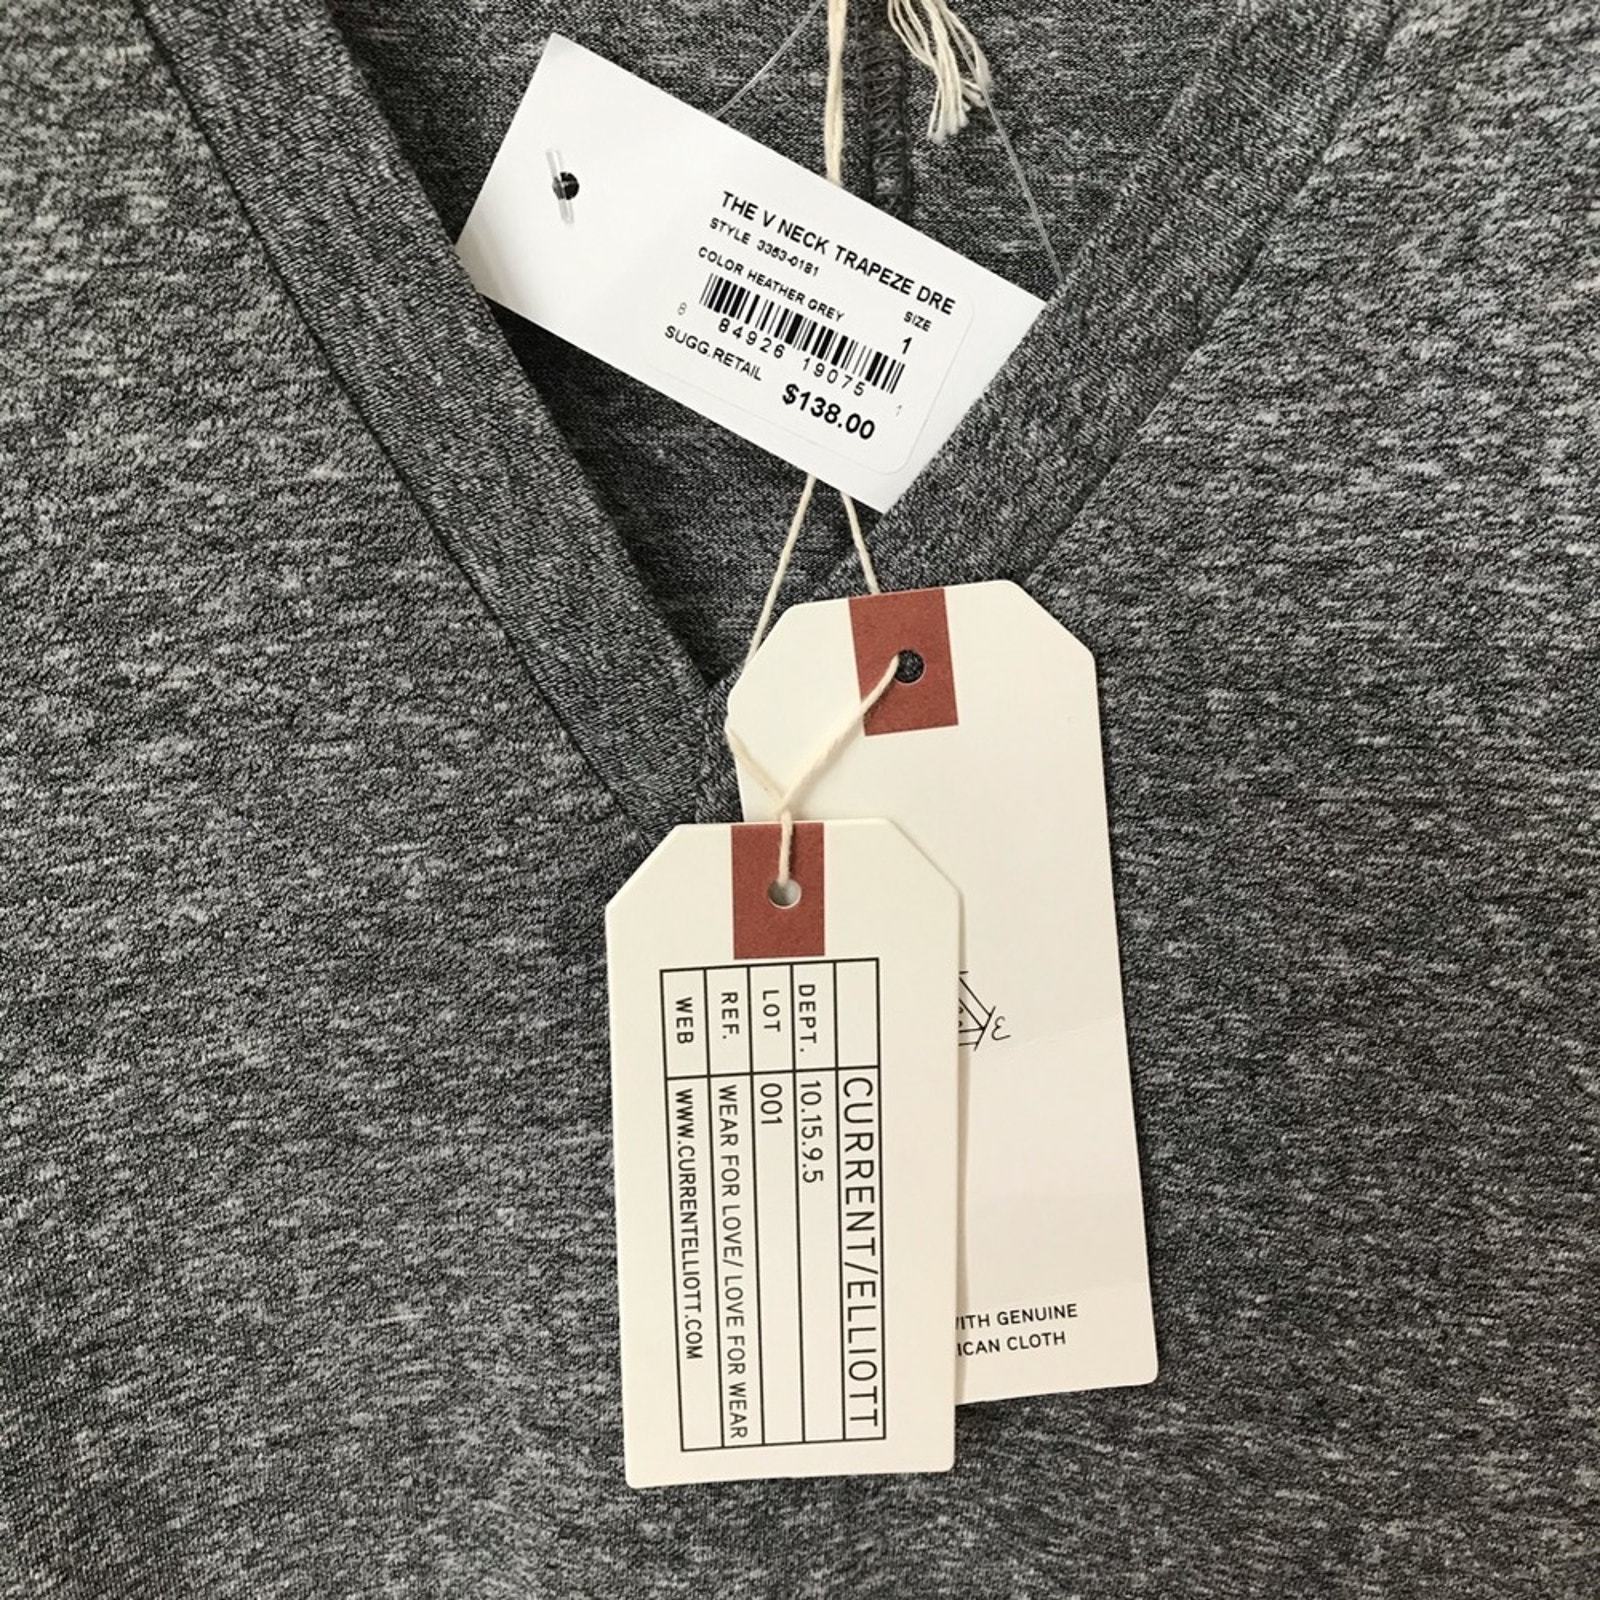 THE V NECK TRAPEZE DRE
STYLE 3353-0181
COLOR HEATHER GREY
SIZE
1
8 84926 19075 1
SUGG.RETAIL
$138.00
CURRENT/ELLIOTT
DEPT. 10.15.9.5
LOT 001
REF. WEAR FOR LOVE/ LOVE FOR WEAR
WEB WWW.CURRENTELLIOTT.COM
GENUINE
CLOTH